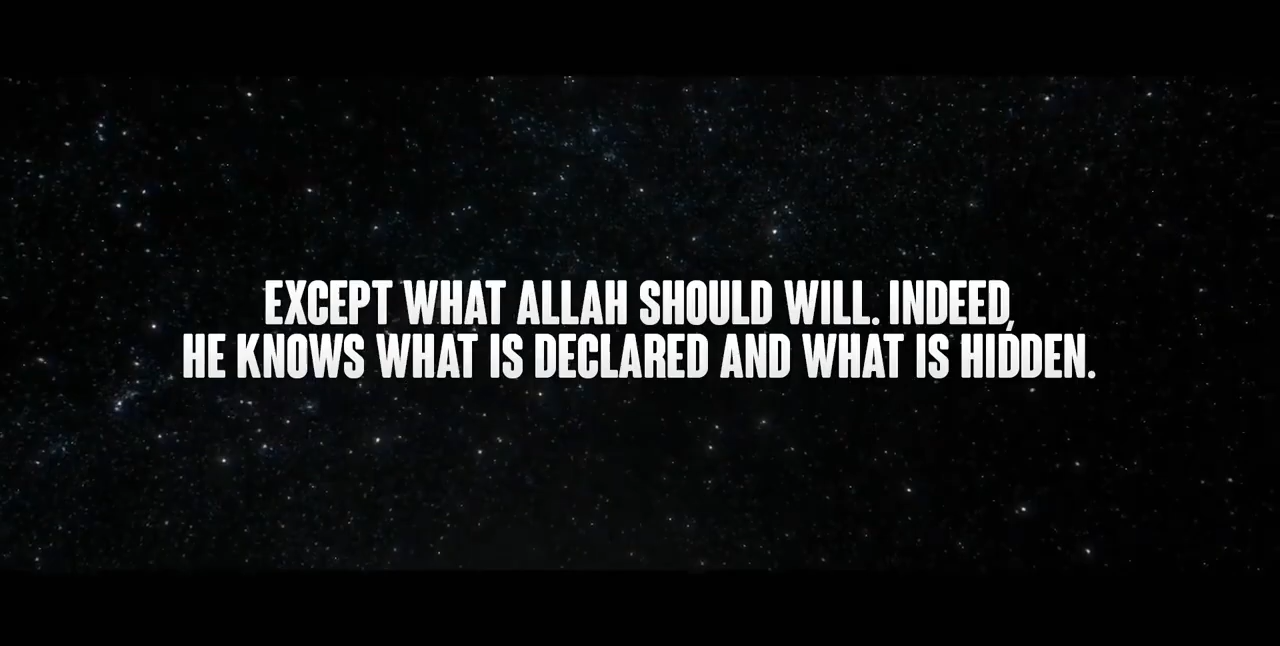 EXCEPT WHAT ALLAH SHOULD WILL. INDEED,
HE KNOWS WHAT IS DECLARED AND WHAT IS HIDDEN.